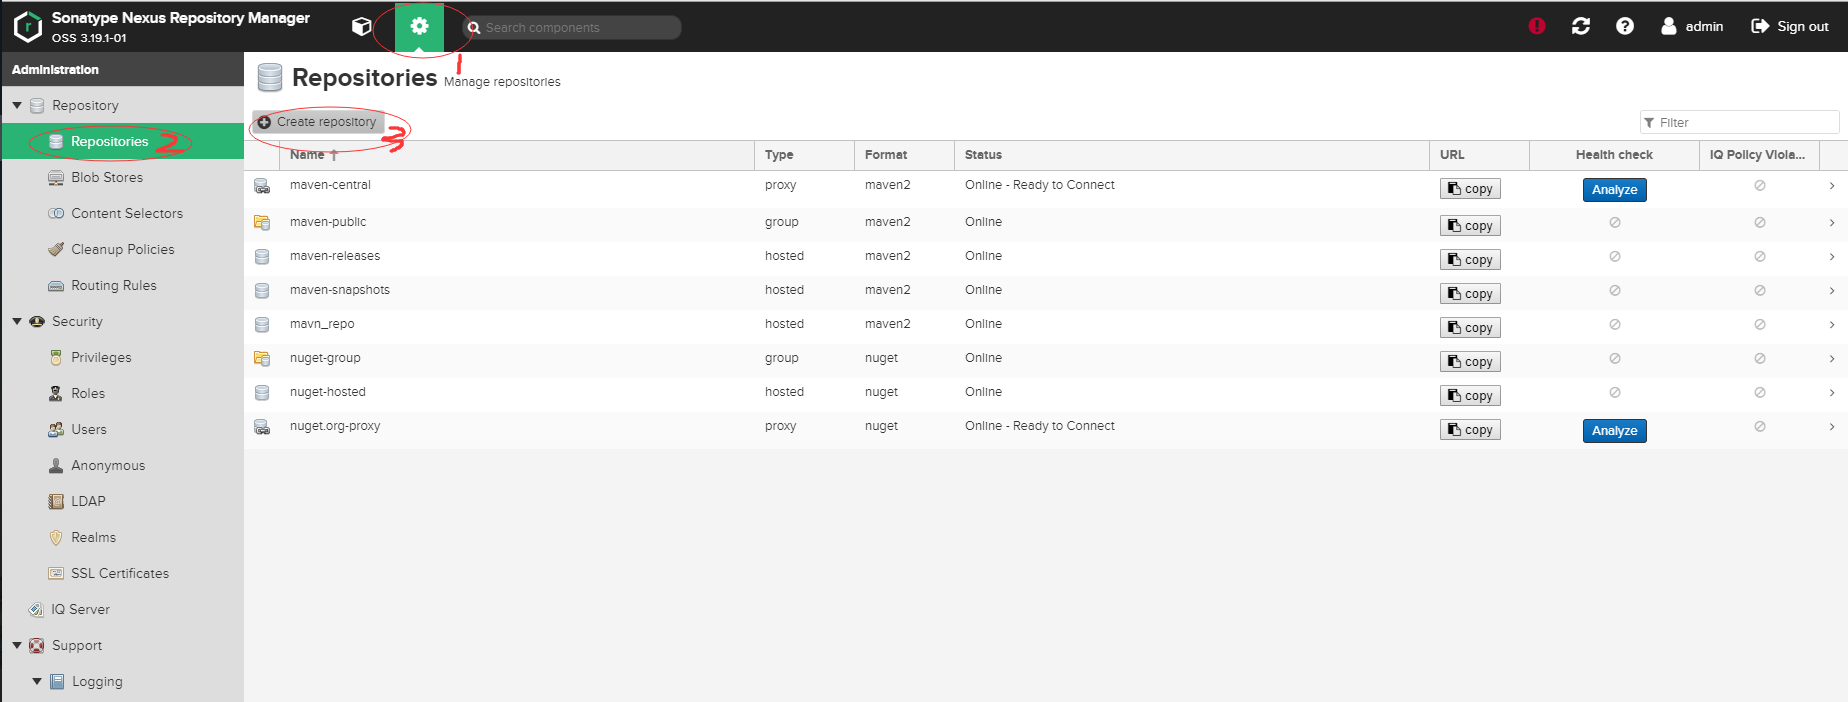 Sonatype Nexus Repository Manager
OSS 3.19.1-01
Search components
admin
Sign out
Administration
Repository
Repositories
Blob Stores
Content Selectors
Cleanup Policies
Routing Rules
Security
Privileges
Roles
Users
Anonymous
LDAP
Realms
SSL Certificates
IQ Server
Support
Logging
1
2
3
Repositories Manage repositories
Create repository
Filter
Name Type Format Status URL Health check IQ Policy Viola...
maven-central proxy maven2 Online - Ready to Connect copy Analyze
maven-public group maven2 Online copy
maven-releases hosted maven2 Online copy
maven-snapshots hosted maven2 Online copy
mavn_repo hosted maven2 Online copy
nuget-group group nuget Online copy
nuget-hosted hosted nuget Online copy
nuget.org-proxy proxy nuget Online - Ready to Connect copy Analyze